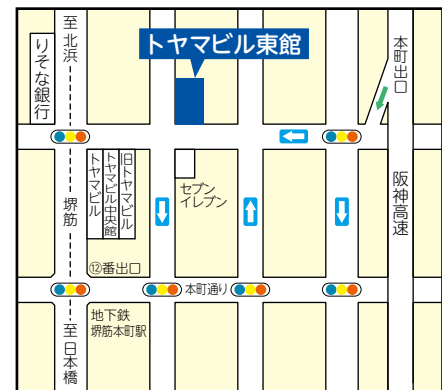 至北浜
りそな銀行
トヤマビル東館
本町出口
トヤマビル
トヤマビル中央館
旧トヤマビル
セブン
イレブン
堺筋
阪神高速
⑫番出口
本町通り
地下鉄
堺筋本町駅
至日本橋